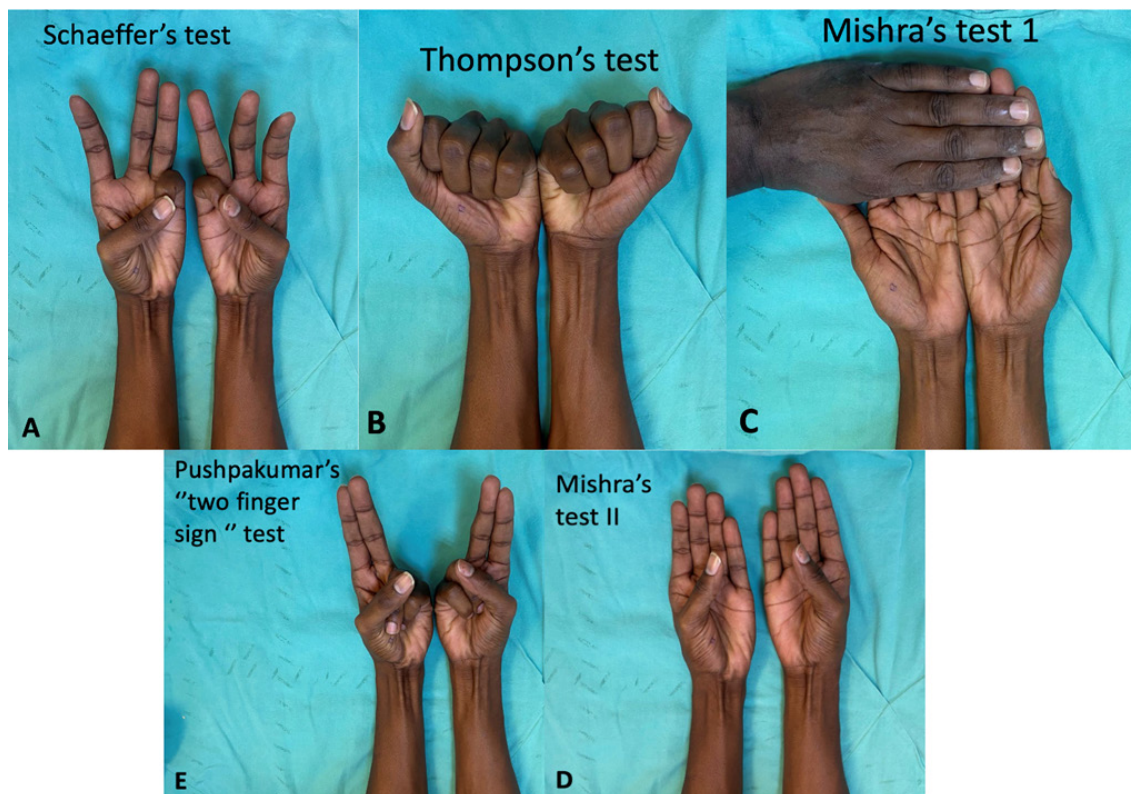 Schaeffer’s test
Thompson’s test
Mishra’s test 1
A
B
C
Pushpakumar’s
“two finger
sign “ test
Mishra’s
test II
E
D